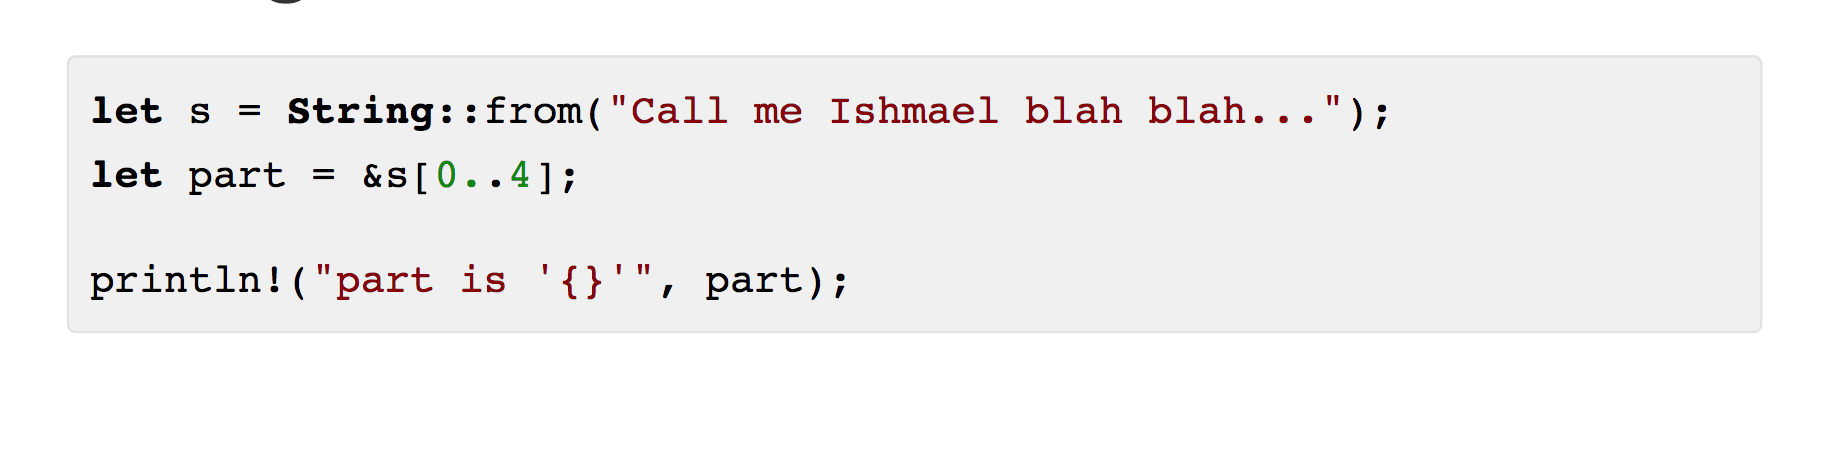 let s = String::from("Call me Ishmael blah blah...");
let part = &s[0..4];
println!("part is '{}'", part);